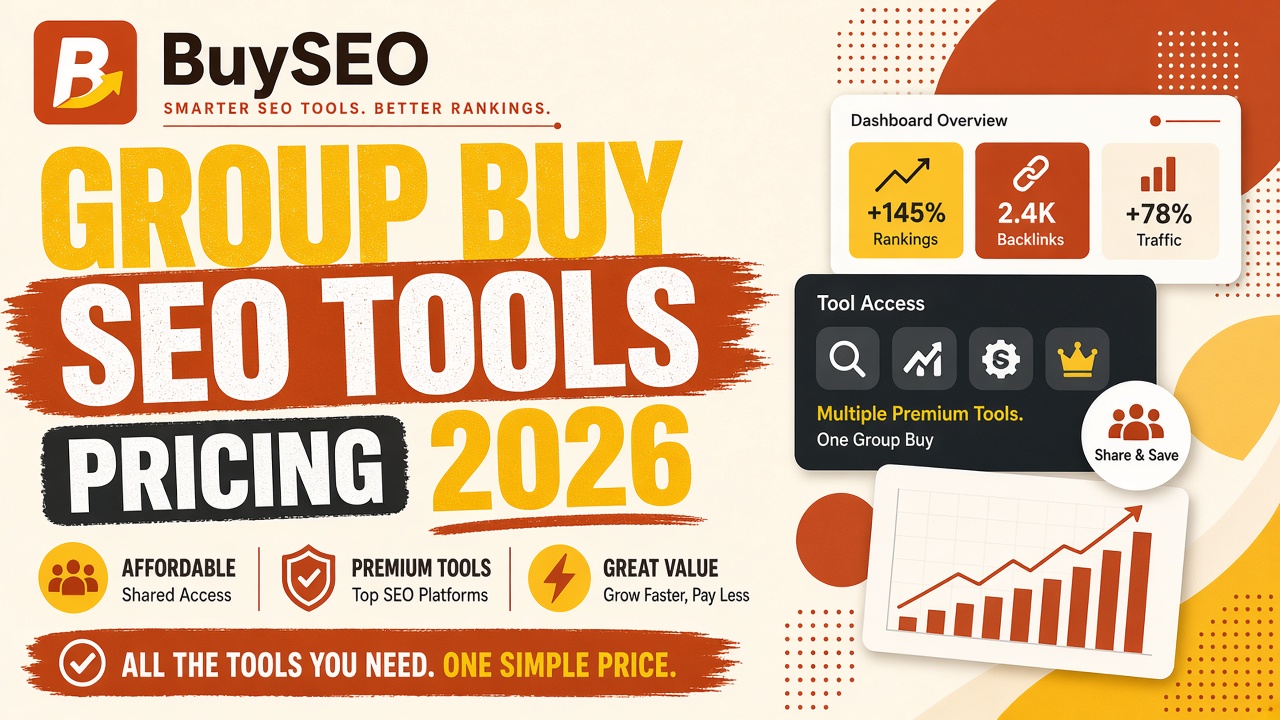 B
BuySEO
SMARTER SEO TOOLS. BETTER RANKINGS.
GROUP BUY
SEO TOOLS
PRICING 2026
AFFORDABLE
Shared Access
PREMIUM TOOLS
Top SEO Platforms
GREAT VALUE
Grow Faster, Pay Less
ALL THE TOOLS YOU NEED. ONE SIMPLE PRICE.
Dashboard Overview
+145%
Rankings
2.4K
Backlinks
+78%
Traffic
Tool Access
S
Multiple Premium Tools.
One Group Buy
Share & Save